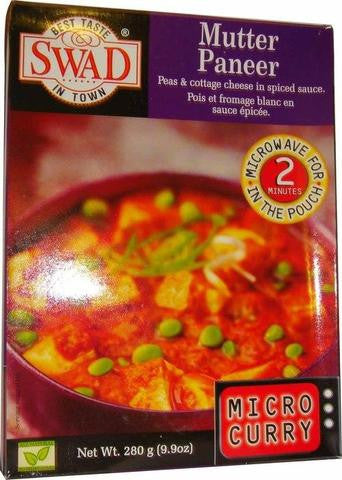 BEST TASTE
SWAD®
IN TOWN
Mutter
Paneer
Peas & cottage cheese in spiced sauce.
Pois et fromage blanc en
sauce épicée.
MICROWAVE FOR
2
MINUTES
IN THE POUCH
MICRO
CURRY
Net Wt. 280 g (9.9oz)